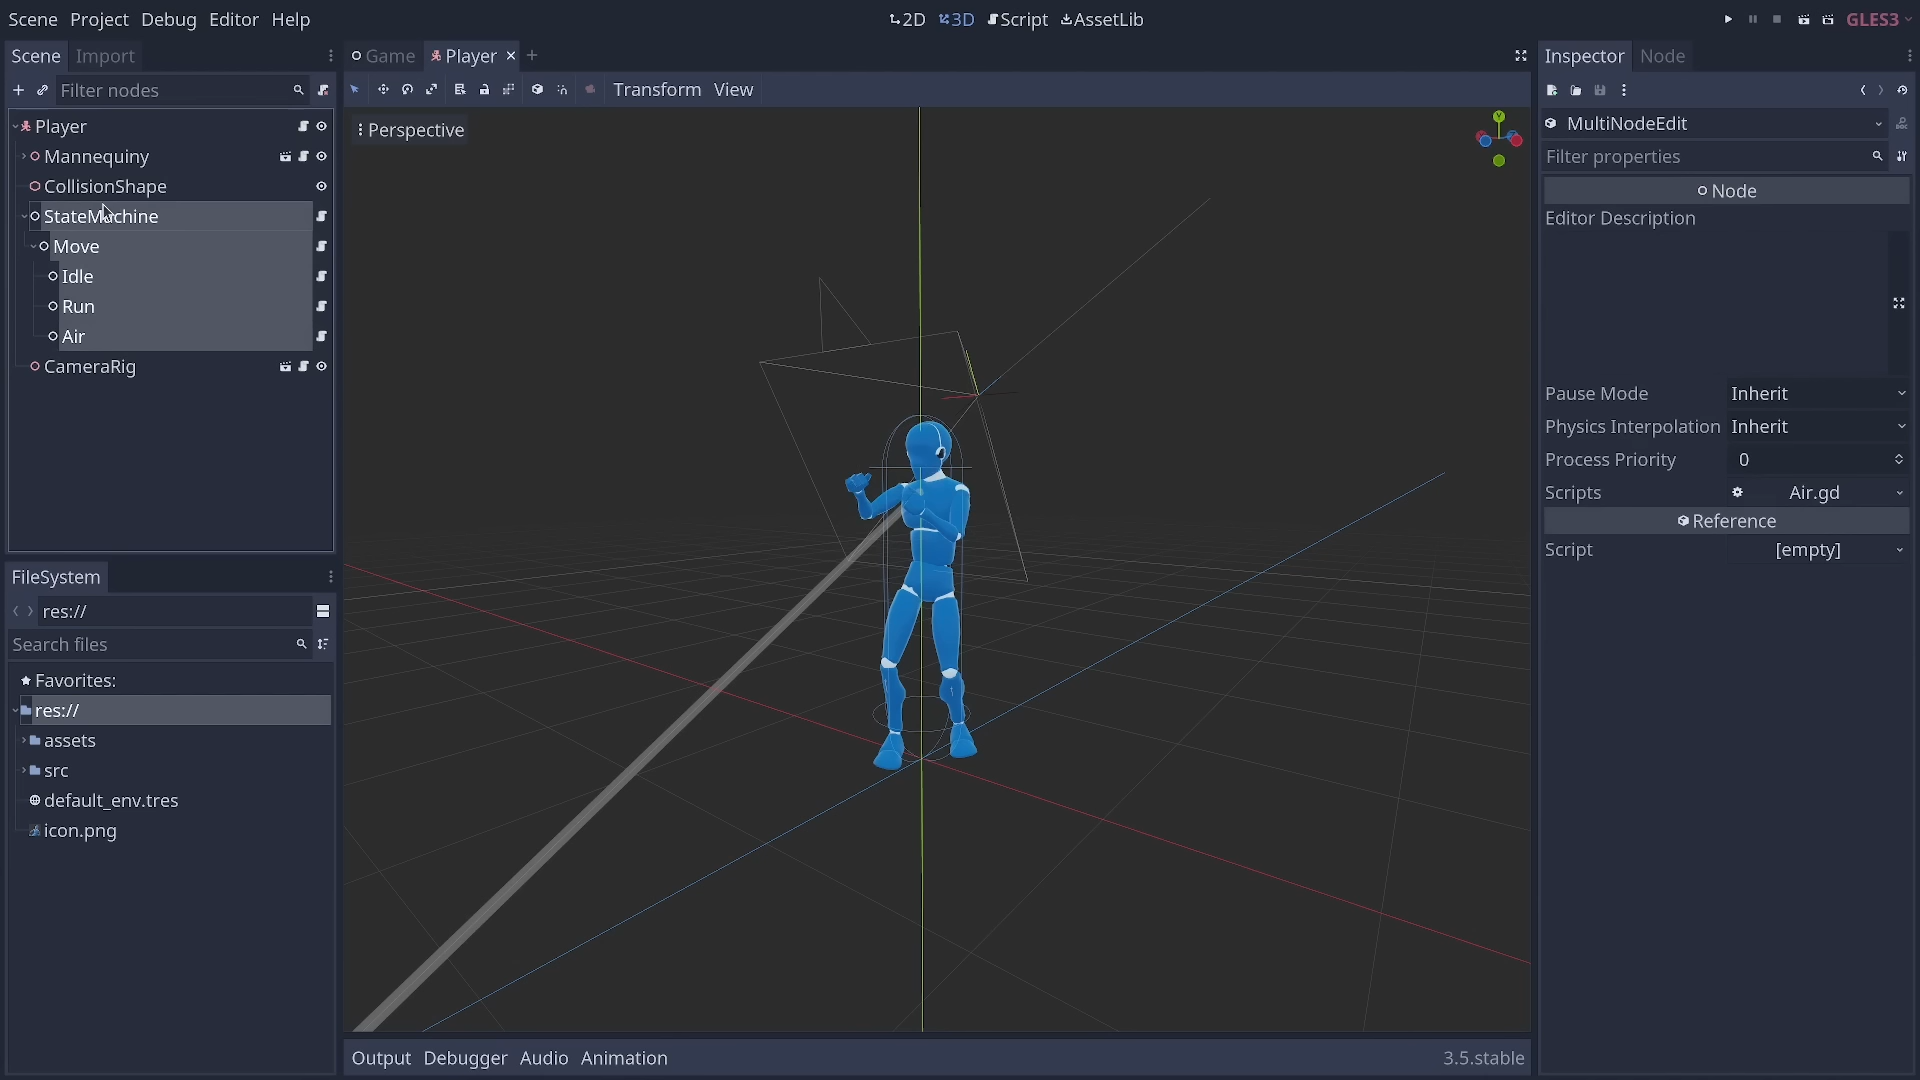 Scene Project Debug Editor Help
2D 3D Script AssetLib
GLES3
Scene Import
Filter nodes
Player
Mannequiny
CollisionShape
StateMachine
Move
Idle
Run
Air
CameraRig
FileSystem
res://
Search files
Favorites:
res://
assets
src
default_env.tres
icon.png
Game Player
Transform View
Perspective
Y
Output Debugger Audio Animation
3.5.stable
Inspector Node
MultiNodeEdit
DOC
Filter properties
Node
Editor Description
Pause Mode Inherit
Physics Interpolation Inherit
Process Priority 0
Scripts Air.gd
Reference
Script [empty]